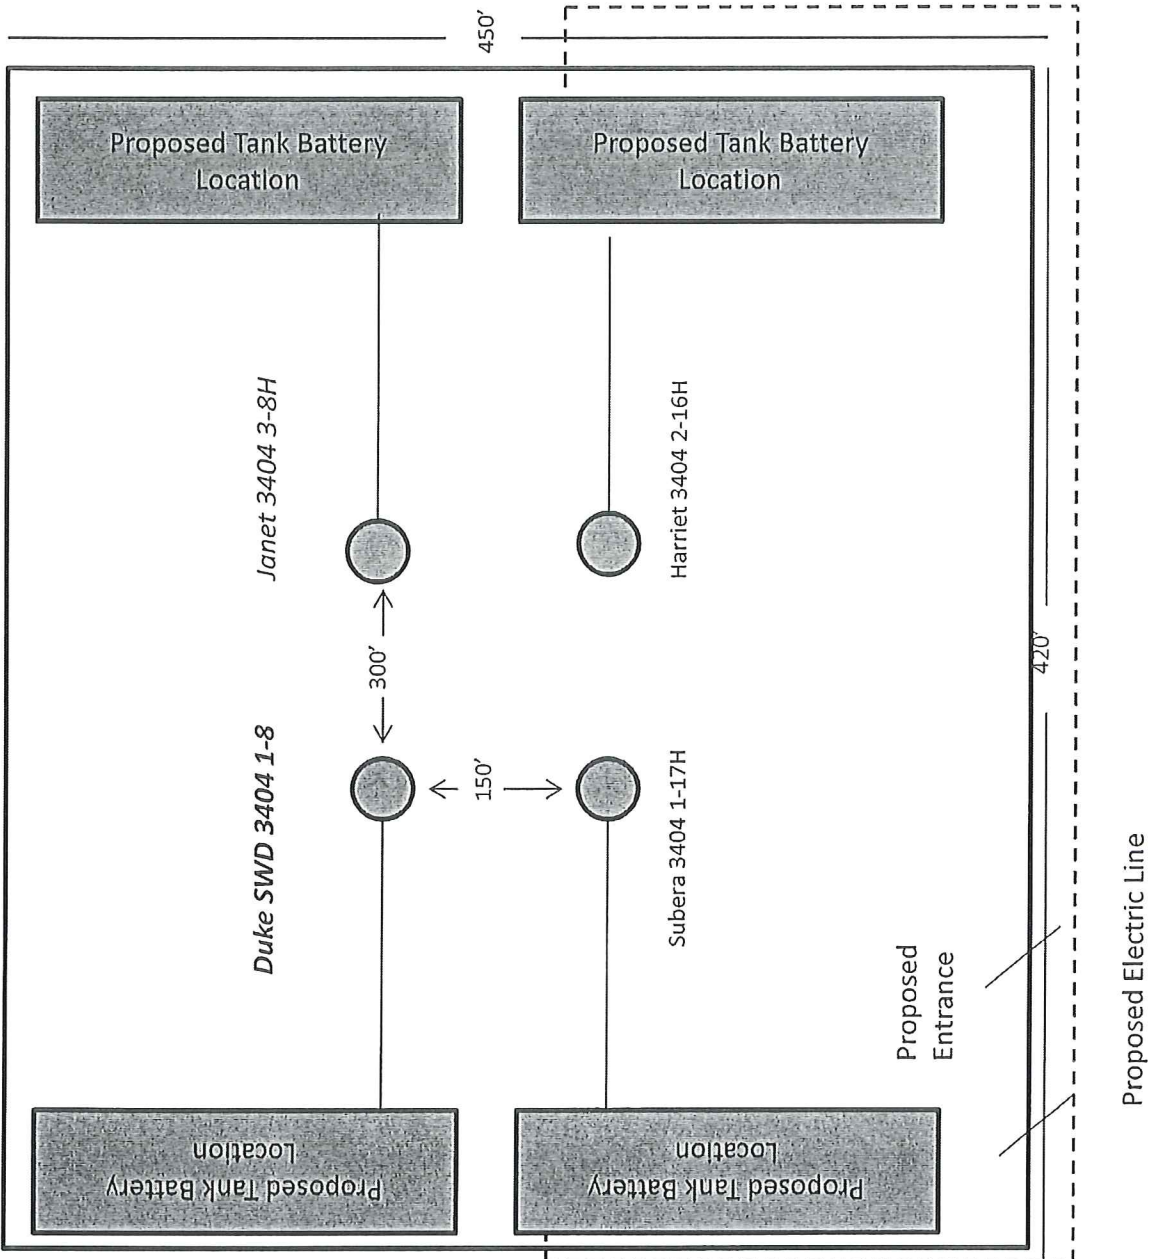 450'
Proposed Tank Battery
Location
Proposed Tank Battery
Location
Janet 3404 3-8H
Harriet 3404 2-16H
300'
420'
Duke SWD 3404 1-8
150'
Subera 3404 1-17H
Proposed
Entrance
Proposed Electric Line
Proposed Tank Battery
Location
Proposed Tank Battery
Location